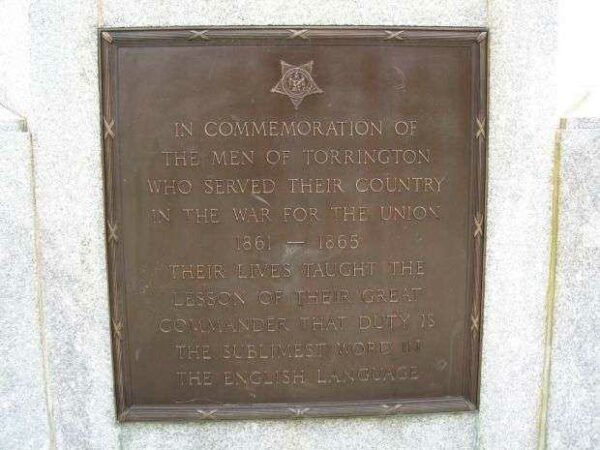 IN COMMEMORATION OF
THE MEN OF TORRINGTON
WHO SERVED THEIR COUNTRY
IN THE WAR FOR THE UNION
1861 — 1865
THEIR LIVES TAUGHT THE
LESSON OF THEIR GREAT
COMMANDER THAT DUTY IS
THE SUBLIMEST WORD IN
THE ENGLISH LANGUAGE